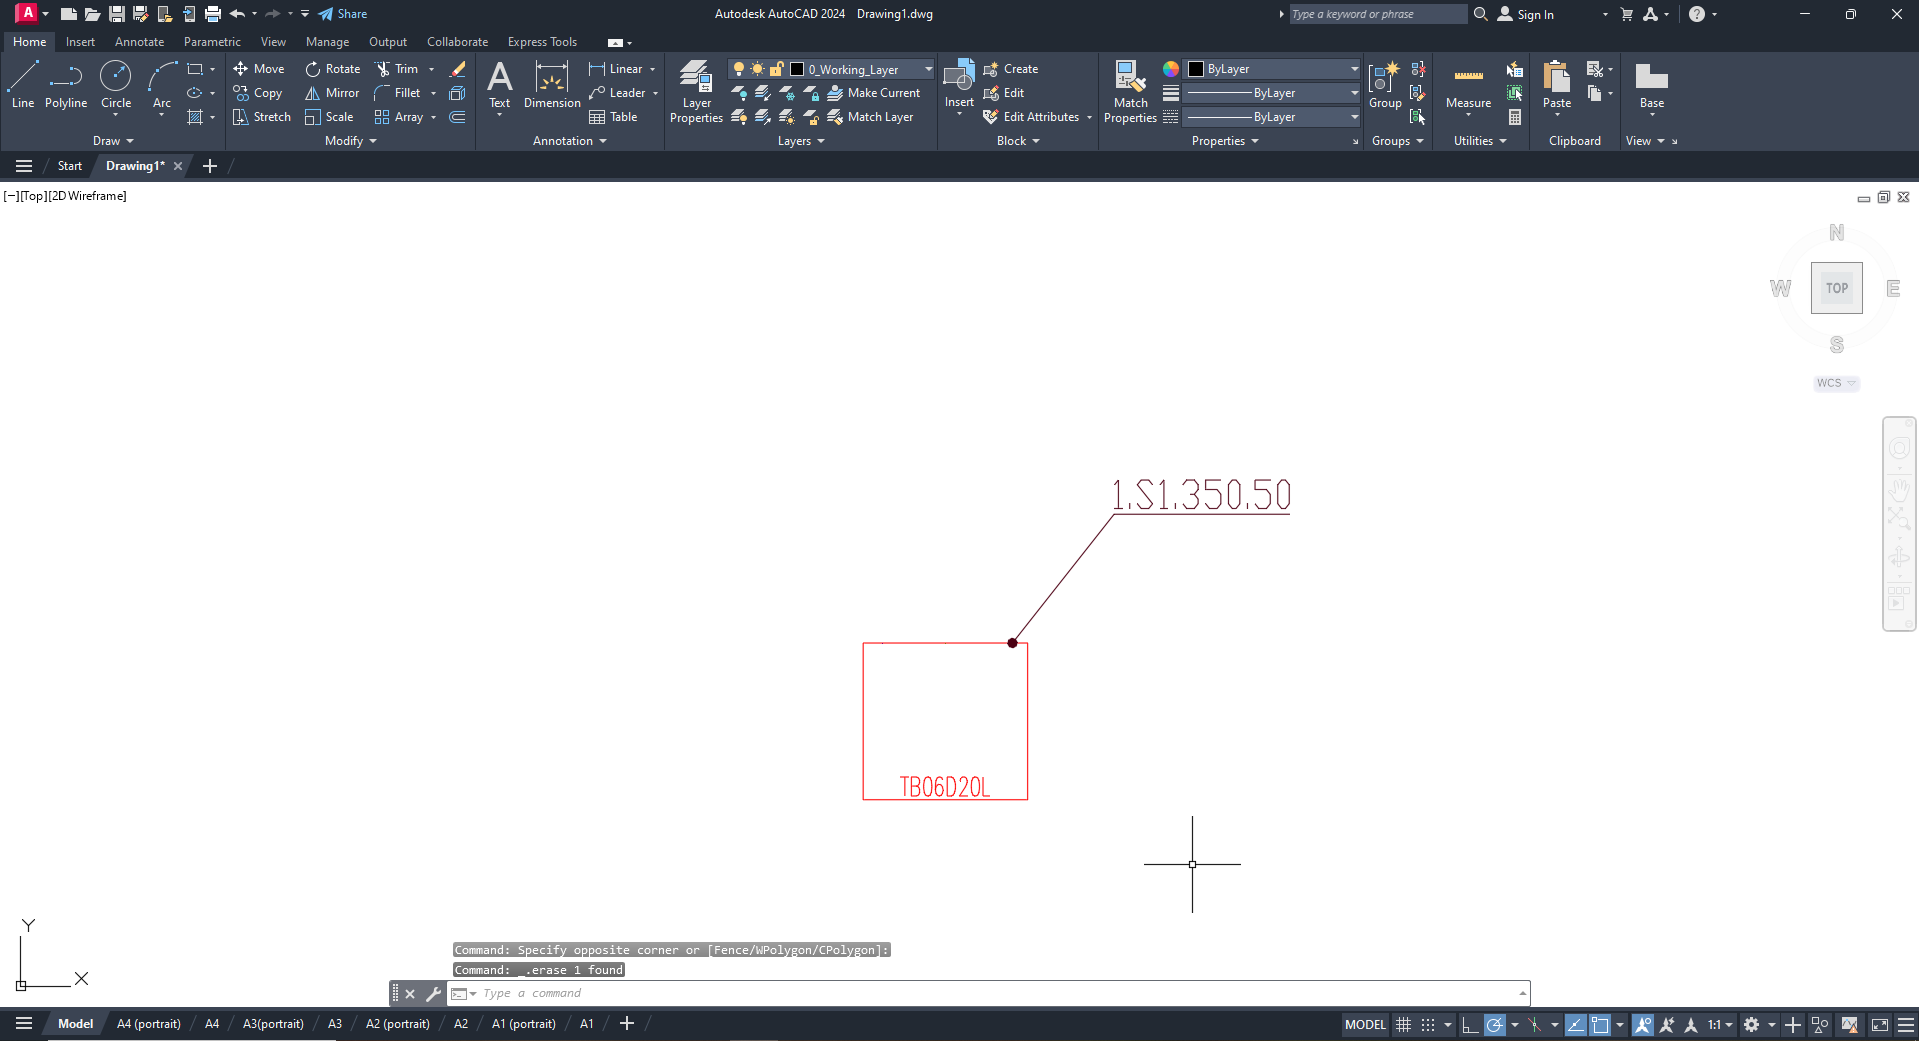 A Share Autodesk AutoCAD 2024 Drawing1.dwg Type a keyword or phrase Sign In ?
Home Insert Annotate Parametric View Manage Output Collaborate Express Tools
Line Polyline Circle Arc
Move Rotate Trim
Copy Mirror Fillet
Stretch Scale Array
Text Dimension
Linear
Leader
Table
Layer Properties
0_Working_Layer
Make Current
Match Layer
Insert
Create
Edit
Edit Attributes
Match Properties
ByLayer
ByLayer
ByLayer
Group
Measure
Paste
Base
Draw Modify Annotation Layers Block Properties Groups Utilities Clipboard View
Start Drawing1*
[−][Top][2D Wireframe]
N
W TOP E
S
WCS
1.S1.350.50
TB06D20L
Y
X
Command: Specify opposite corner or [Fence/WPolygon/CPolygon]:
Command: _.erase 1 found
Type a command
Model A4 (portrait) A4 A3(portrait) A3 A2 (portrait) A2 A1 (portrait) A1 MODEL 1:1